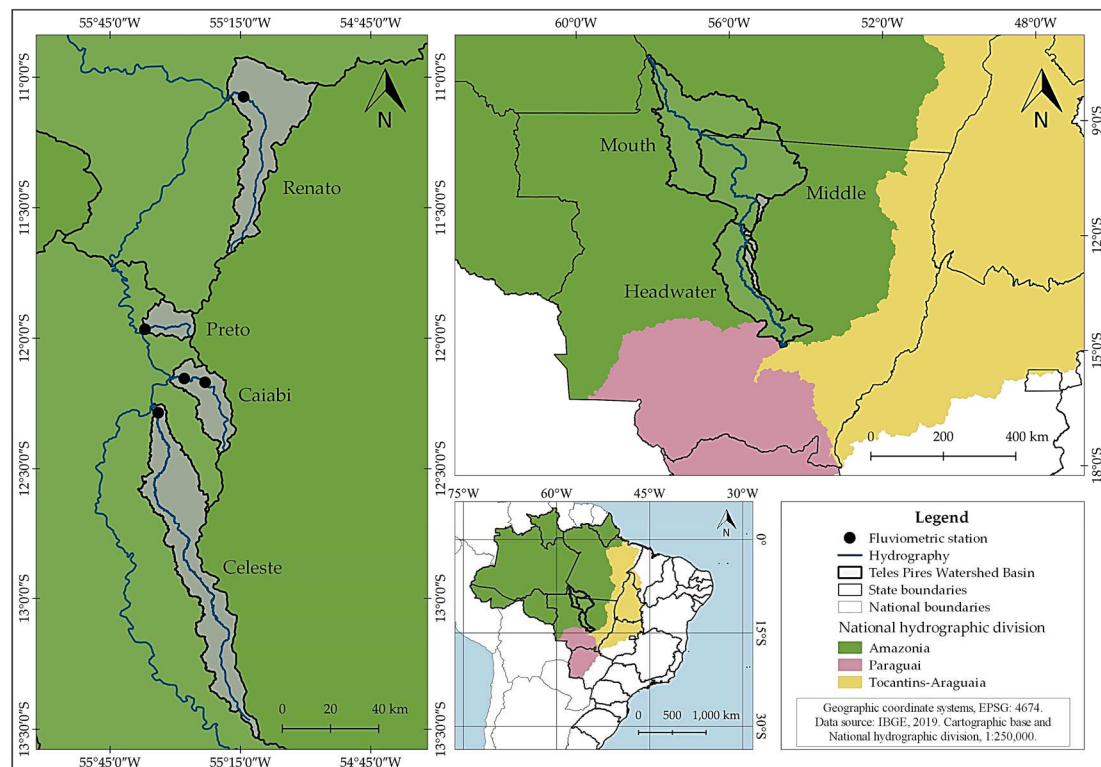 55°45'0"W 55°15'0"W 54°45'0"W
11°0'0"S
11°30'0"S
12°0'0"S
12°30'0"S
13°0'0"S
13°30'0"S
N
Renato
Preto
Caiabi
Celeste
0 20 40 km
11°0'0"S
11°30'0"S
12°0'0"S
12°30'0"S
13°0'0"S
13°30'0"S
55°45'0"W 55°15'0"W 54°45'0"W
60°0'W 56°0'W 52°0'W 48°0'W
N
Mouth
Middle
Headwater
0 200 400 km
9°0'S
12°0'S
15°0'S
18°0'S
75°W 60°W 45°W 30°W
N
0°
15°S
30°S
0 500 1,000 km
Legend
Fluviometric station
Hydrography
Teles Pires Watershed Basin
State boundaries
National boundaries
National hydrographic division
Amazonia
Paraguai
Tocantins-Araguaia
Geographic coordinate systems, EPSG: 4674.
Data source: IBGE, 2019. Cartographic base and
National hydrographic division, 1:250,000.